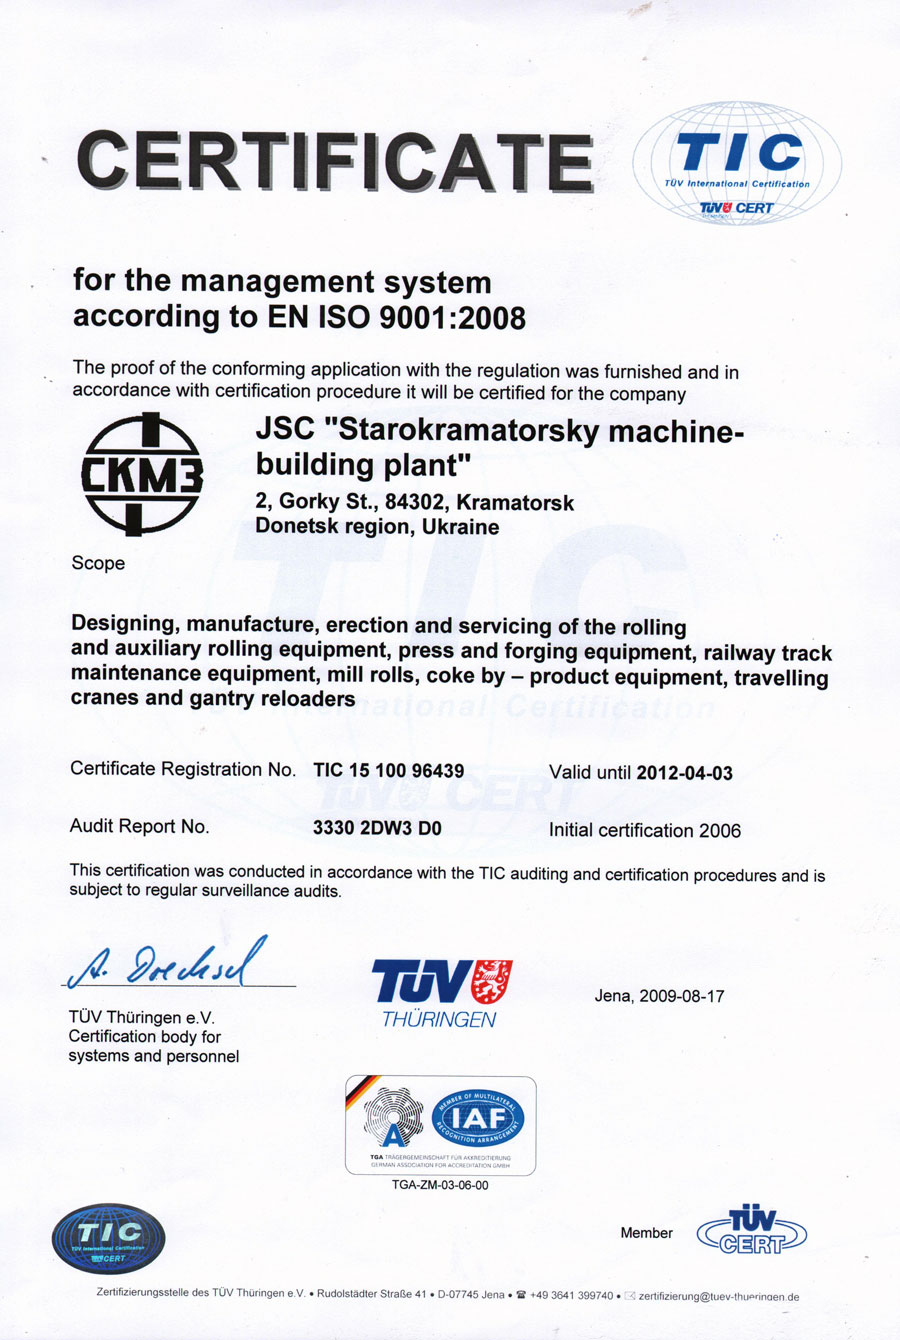 CERTIFICATE
TIC
TÜV International Certification
TÜV CERT
for the management system
according to EN ISO 9001:2008
The proof of the conforming application with the regulation was furnished and in
accordance with certification procedure it will be certified for the company
СКМЗ
JSC "Starokramatorsky machine-
building plant"
2, Gorky St., 84302, Kramatorsk
Donetsk region, Ukraine
Scope
Designing, manufacture, erection and servicing of the rolling
and auxiliary rolling equipment, press and forging equipment, railway track
maintenance equipment, mill rolls, coke by – product equipment, travelling
cranes and gantry reloaders
Certificate Registration No. TIC 15 100 96439 Valid until 2012-04-03
Audit Report No. 3330 2DW3 D0 Initial certification 2006
This certification was conducted in accordance with the TIC auditing and certification procedures and is
subject to regular surveillance audits.
A. Drechsel
TÜV
THÜRINGEN
Jena, 2009-08-17
TÜV Thüringen e.V.
Certification body for
systems and personnel
A
MEMBER OF MULTILATERAL
IAF
RECOGNITION ARRANGEMENT
TGA TRÄGERGEMEINSCHAFT FÜR AKKREDITIERUNG
GERMAN ASSOCIATION FOR ACCREDITATION GMBH
TGA-ZM-03-06-00
TIC
TÜV International Certification
TÜV CERT
Member
TÜV
CERT
Zertifizierungsstelle des TÜV Thüringen e.V. • Rudolstädter Straße 41 • D-07745 Jena • ☎ +49 3641 399740 • ✉ zertifizierung@tuev-thueringen.de